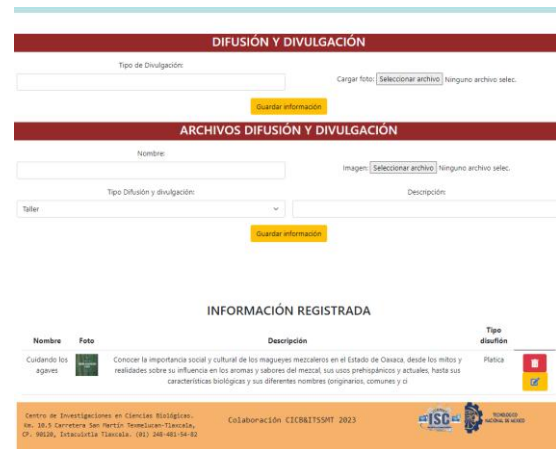 DIFUSIÓN Y DIVULGACIÓN
Tipo de Divulgación:
Cargar foto: Seleccionar archivo Ninguno archivo selec.
Guardar información
ARCHIVOS DIFUSIÓN Y DIVULGACIÓN
Nombre:
Imagen: Seleccionar archivo Ninguno archivo selec.
Tipo Difusión y divulgación:
Descripción:
Taller
Guardar información
INFORMACIÓN REGISTRADA
Nombre Foto Descripción Tipo disufión
Cuidando los agaves
Conocer la importancia social y cultural de los magueyes mezcaleros en el Estado de Oaxaca, desde los mitos y
realidades sobre su influencia en los aromas y sabores del mezcal, sus usos prehispánicos y actuales, hasta sus
características biológicas y sus diferentes nombres (originarios, comunes y ci
Platica
Centro de Investigaciones en Ciencias Biológicas.
Km. 10.5 Carretera San Martín Texmelucan-Tlaxcala,
CP. 90120, Ixtacuixtla Tlaxcala. (01) 248-481-54-82
Colaboración CICB&ITSSMT 2023
ISC
TECNOLÓGICO
NACIONAL DE MÉXICO